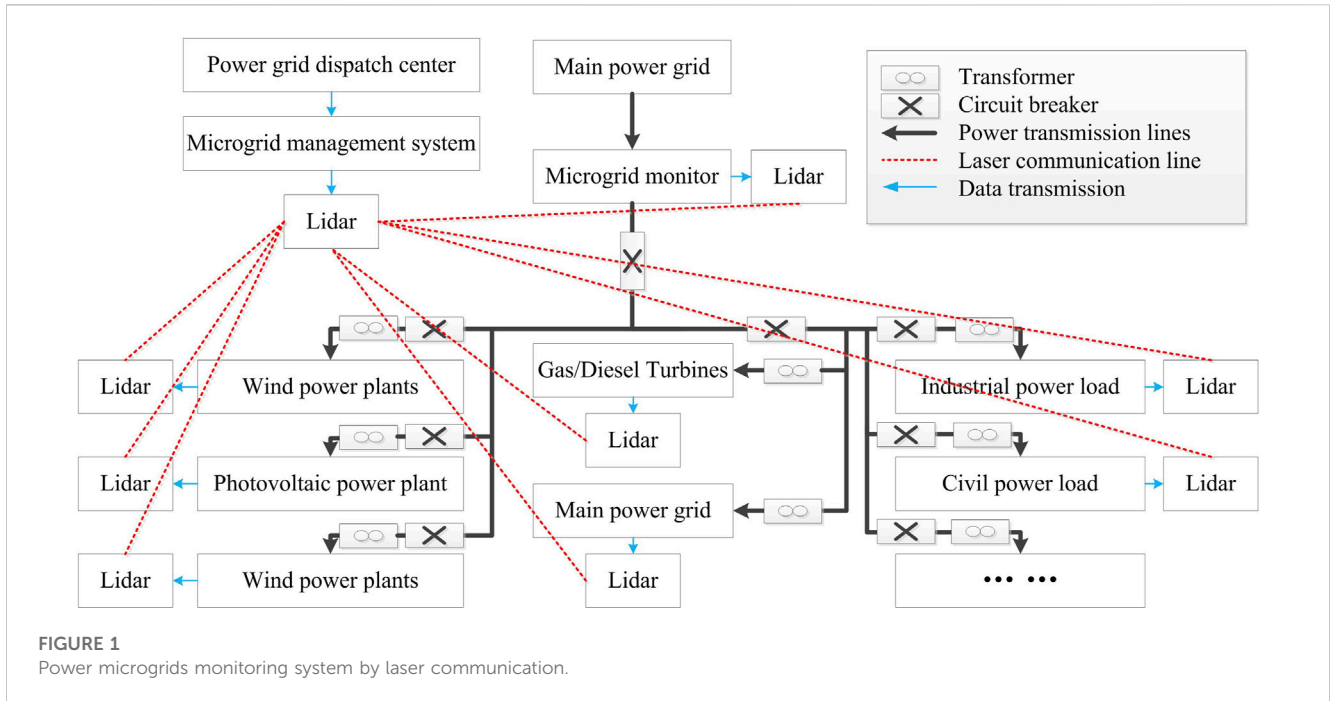 Power grid dispatch center
Main power grid
Transformer
Circuit breaker
Power transmission lines
Laser communication line
Data transmission
Microgrid management system
Microgrid monitor
Lidar
Lidar
Gas/Diesel Turbines
Lidar
Wind power plants
Industrial power load
Lidar
Lidar
Lidar
Photovoltaic power plant
Civil power load
Lidar
Main power grid
Lidar
Wind power plants
Lidar
... ...
FIGURE 1
Power microgrids monitoring system by laser communication.